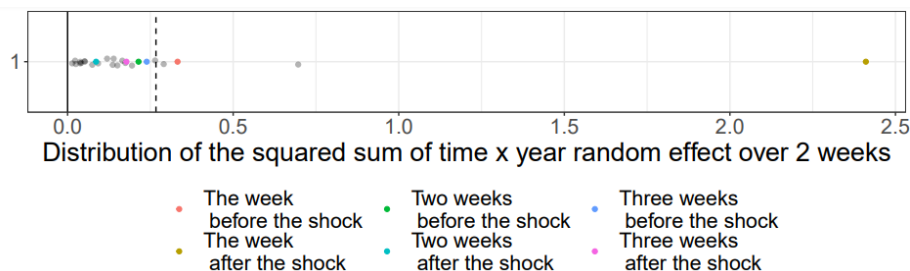 1
0.0 0.5 1.0 1.5 2.0 2.5
Distribution of the squared sum of time x year random effect over 2 weeks
The week before the shock
Two weeks before the shock
Three weeks before the shock
The week after the shock
Two weeks after the shock
Three weeks after the shock